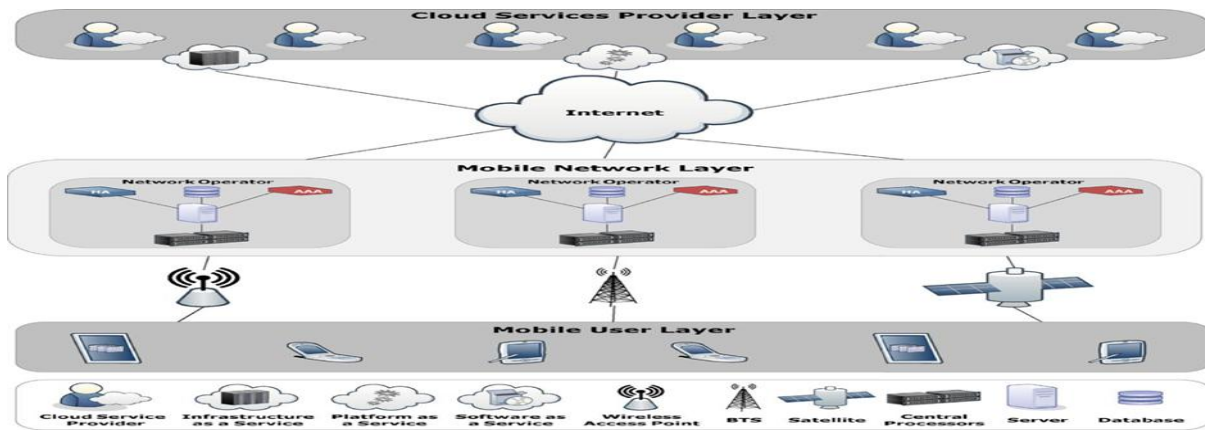 Cloud Services Provider Layer
Internet
Mobile Network Layer
Network Operator
Network Operator
Network Operator
HA
AAA
HA
AAA
HA
AAA
Mobile User Layer
Cloud Service
Provider
Infrastructure
as a Service
Platform as
a Service
Software as
a Service
Wireless
Access Point
BTS
Satellite
Central
Processors
Server
Database